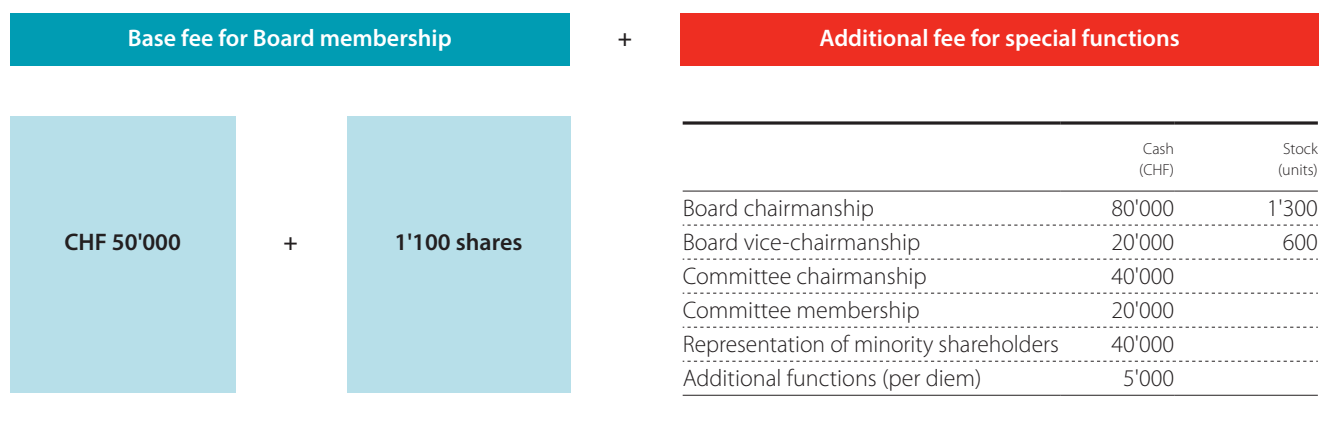 Base fee for Board membership + Additional fee for special functions
CHF 50'000 + 1'100 shares
Cash Stock
(CHF) (units)
Board chairmanship 80'000 1'300
Board vice-chairmanship 20'000 600
Committee chairmanship 40'000
Committee membership 20'000
Representation of minority shareholders 40'000
Additional functions (per diem) 5'000